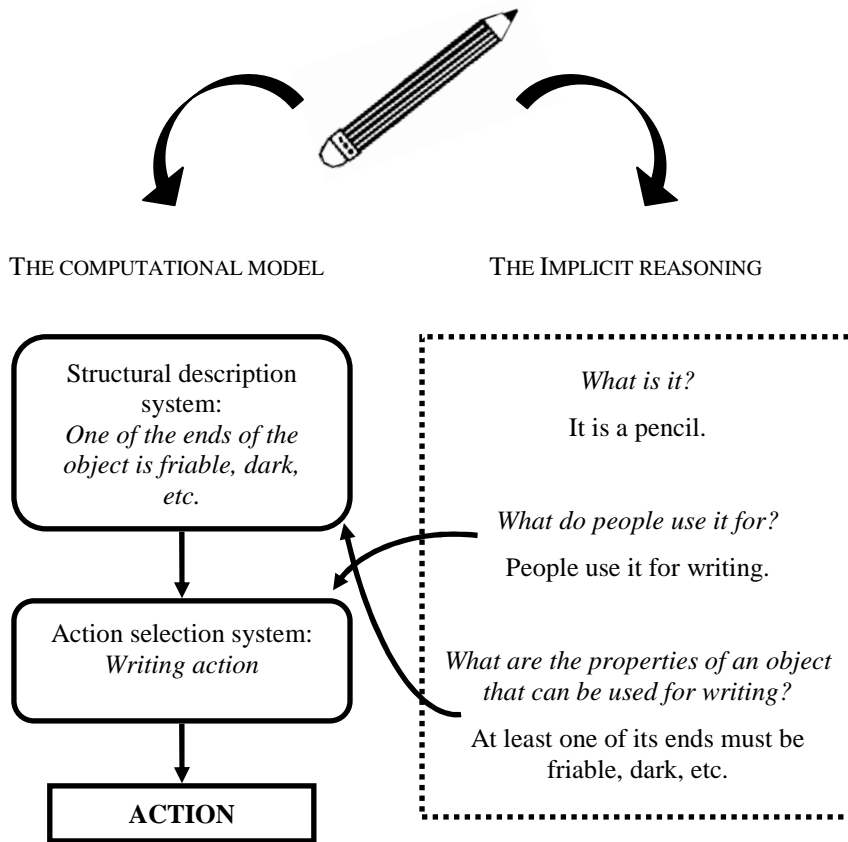 THE COMPUTATIONAL MODEL
THE IMPLICIT REASONING
Structural description
system:
One of the ends of the
object is friable, dark,
etc.
Action selection system:
Writing action
ACTION
What is it?
It is a pencil.
What do people use it for?
People use it for writing.
What are the properties of an object
that can be used for writing?
At least one of its ends must be
friable, dark, etc.